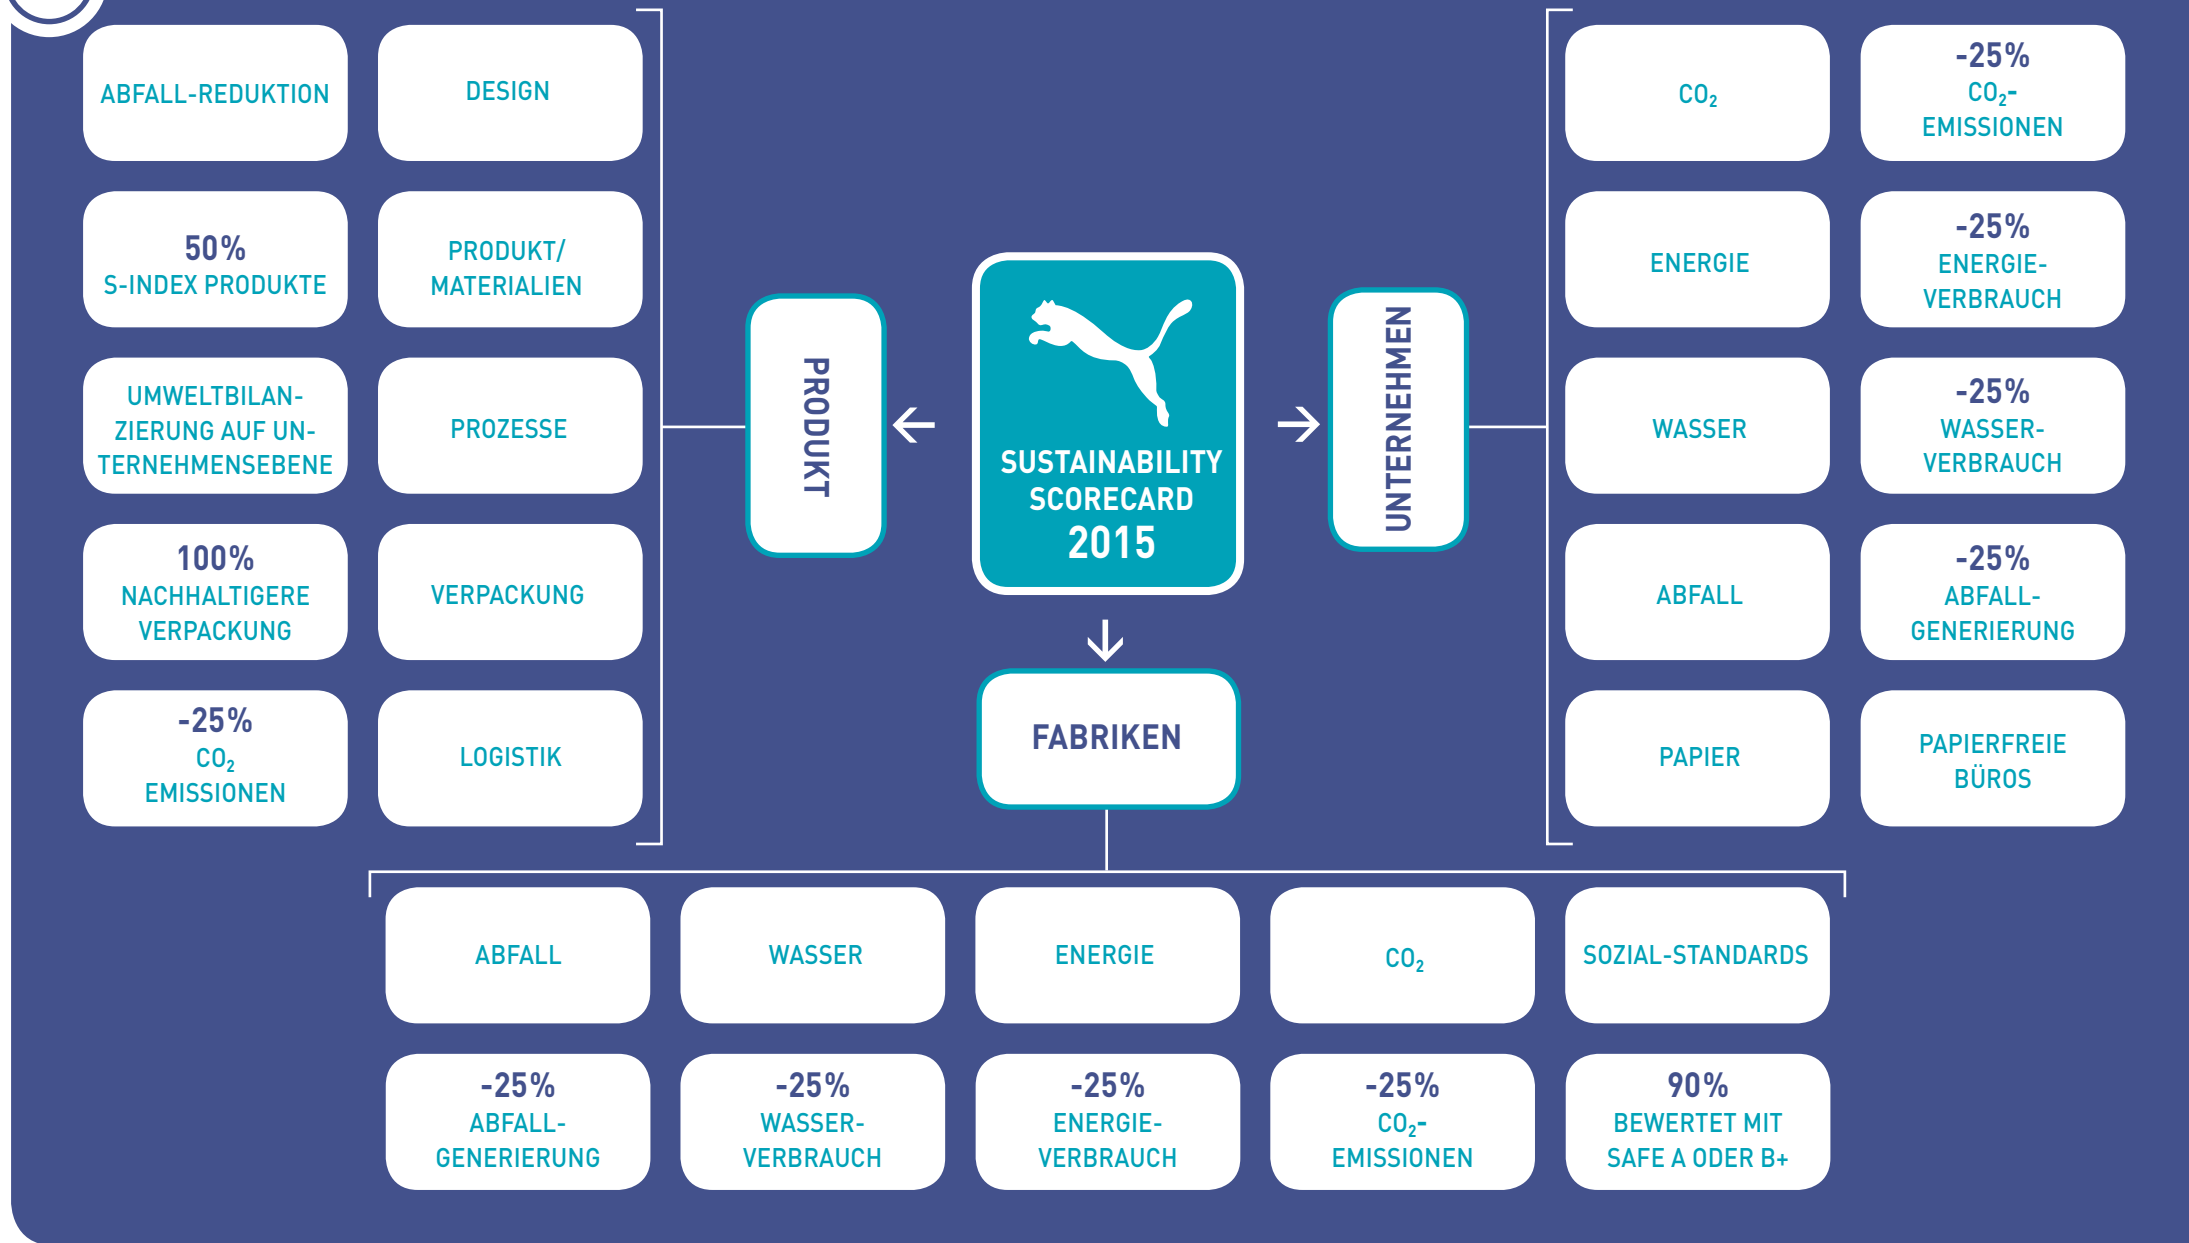 ABFALL-REDUKTION
DESIGN
50%
S-INDEX PRODUKTE
PRODUKT/
MATERIALIEN
UMWELTBILAN-
ZIERUNG AUF UN-
TERNEHMENSEBENE
PROZESSE
100%
NACHHALTIGERE
VERPACKUNG
VERPACKUNG
-25%
CO₂
EMISSIONEN
LOGISTIK
PRODUKT
SUSTAINABILITY
SCORECARD
2015
UNTERNEHMEN
CO₂
-25%
CO₂-
EMISSIONEN
ENERGIE
-25%
ENERGIE-
VERBRAUCH
WASSER
-25%
WASSER-
VERBRAUCH
ABFALL
-25%
ABFALL-
GENERIERUNG
PAPIER
PAPIERFREIE
BÜROS
FABRIKEN
ABFALL
WASSER
ENERGIE
CO₂
SOZIAL-STANDARDS
-25%
ABFALL-
GENERIERUNG
-25%
WASSER-
VERBRAUCH
-25%
ENERGIE-
VERBRAUCH
-25%
CO₂-
EMISSIONEN
90%
BEWERTET MIT
SAFE A ODER B+